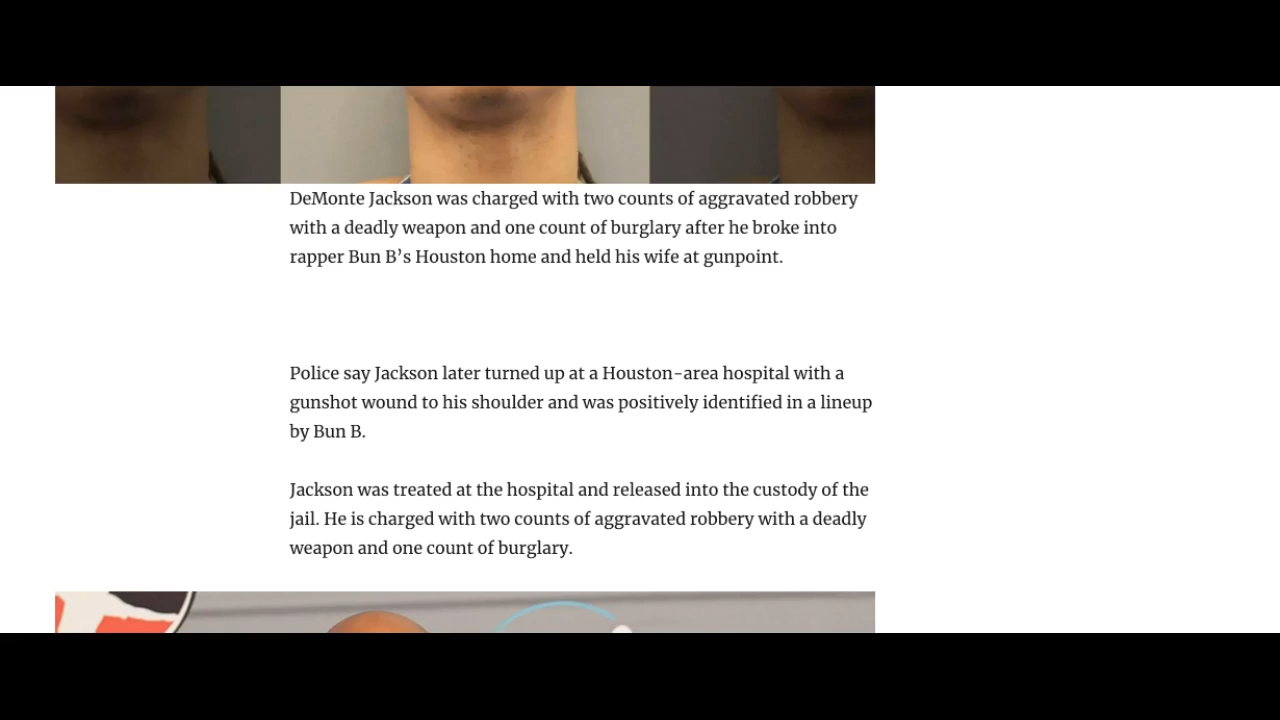 DeMonte Jackson was charged with two counts of aggravated robbery
with a deadly weapon and one count of burglary after he broke into
rapper Bun B’s Houston home and held his wife at gunpoint.
Police say Jackson later turned up at a Houston-area hospital with a
gunshot wound to his shoulder and was positively identified in a lineup
by Bun B.
Jackson was treated at the hospital and released into the custody of the
jail. He is charged with two counts of aggravated robbery with a deadly
weapon and one count of burglary.